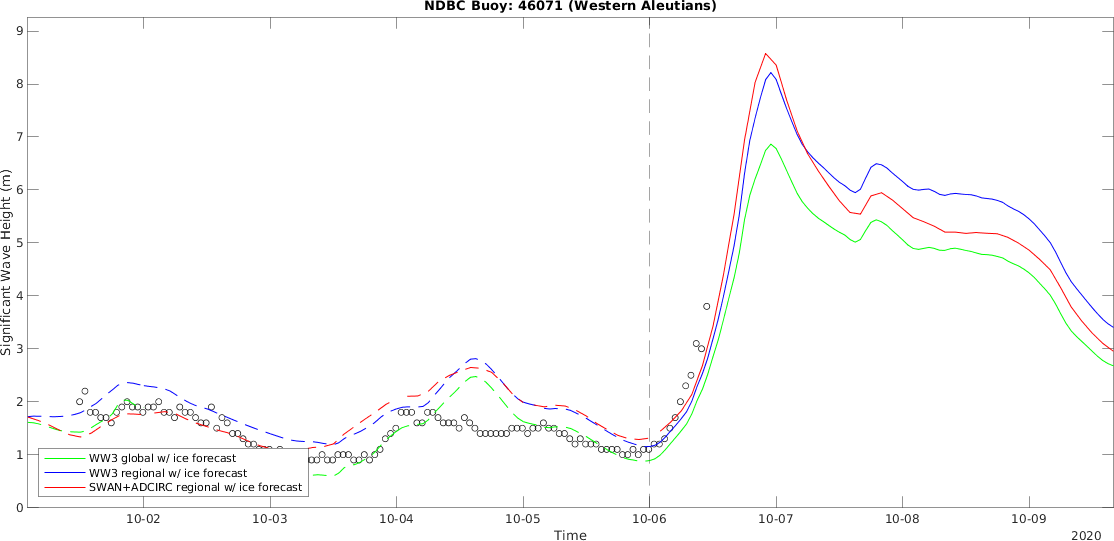 NDBC Buoy: 46071 (Western Aleutians)
9
8
7
6
5
4
3
2
1
0
Significant Wave Height (m)
WW3 global w/ ice forecast
WW3 regional w/ ice forecast
SWAN+ADCIRC regional w/ ice forecast
10-02 10-03 10-04 10-05 10-06 10-07 10-08 10-09
Time
2020